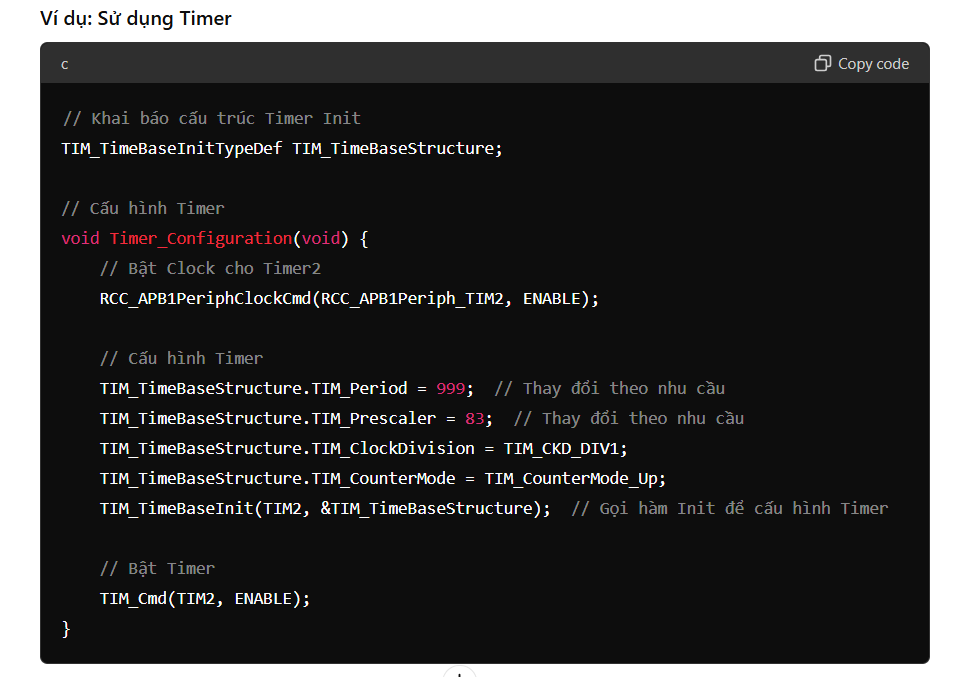 Ví dụ: Sử dụng Timer
c
Copy code
// Khai báo cấu trúc Timer Init
TIM_TimeBaseInitTypeDef TIM_TimeBaseStructure;
// Cấu hình Timer
void Timer_Configuration(void) {
    // Bật Clock cho Timer2
    RCC_APB1PeriphClockCmd(RCC_APB1Periph_TIM2, ENABLE);
    // Cấu hình Timer
    TIM_TimeBaseStructure.TIM_Period = 999;  // Thay đổi theo nhu cầu
    TIM_TimeBaseStructure.TIM_Prescaler = 83;  // Thay đổi theo nhu cầu
    TIM_TimeBaseStructure.TIM_ClockDivision = TIM_CKD_DIV1;
    TIM_TimeBaseStructure.TIM_CounterMode = TIM_CounterMode_Up;
    TIM_TimeBaseInit(TIM2, &TIM_TimeBaseStructure);  // Gọi hàm Init để cấu hình Timer
    // Bật Timer
    TIM_Cmd(TIM2, ENABLE);
}